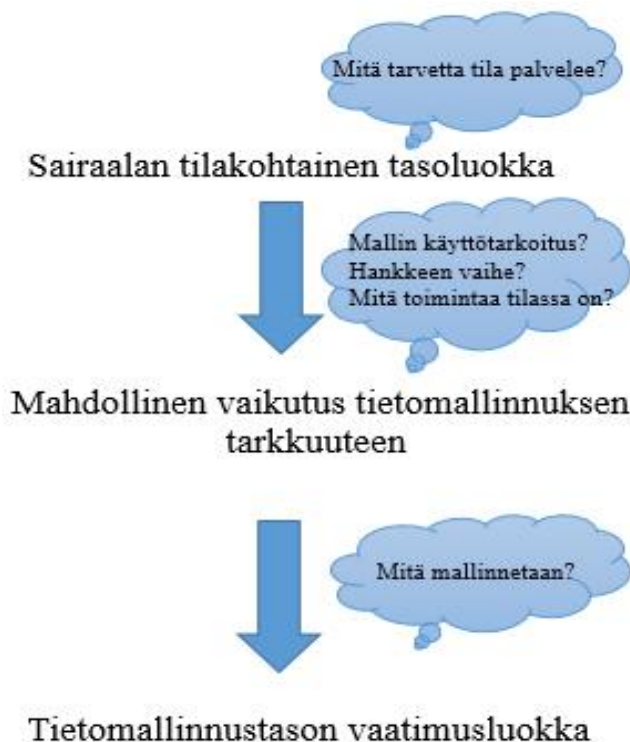 Mitä tarvetta tila palvelee?
Sairaalan tilakohtainen tasoluokka
Mallin käyttötarkoitus?
Hankkeen vaihe?
Mitä toimintaa tilassa on?
Mahdollinen vaikutus tietomallinnuksen
tarkkuuteen
Mitä mallinnetaan?
Tietomallinnustason vaatimusluokka